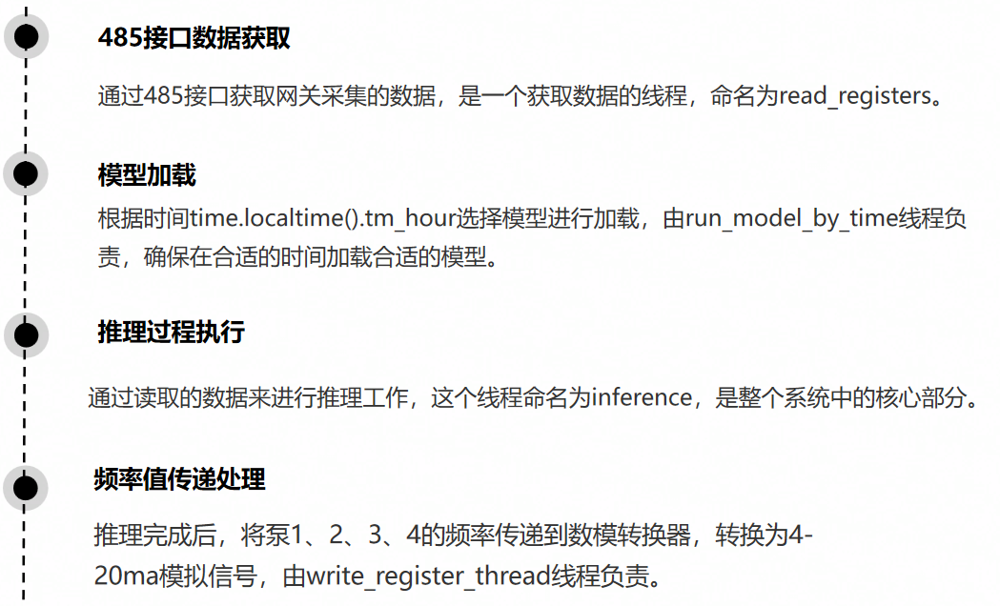 485接口数据获取
通过485接口获取网关采集的数据，是一个获取数据的线程，命名为read_registers。
模型加载
根据时间time.localtime().tm_hour选择模型进行加载，由run_model_by_time线程负
责，确保在合适的时间加载合适的模型。
推理过程执行
通过读取的数据来进行推理工作，这个线程命名为inference，是整个系统中的核心部分。
频率值传递处理
推理完成后，将泵1、2、3、4的频率传递到数模转换器，转换为4-
20ma模拟信号，由write_register_thread线程负责。